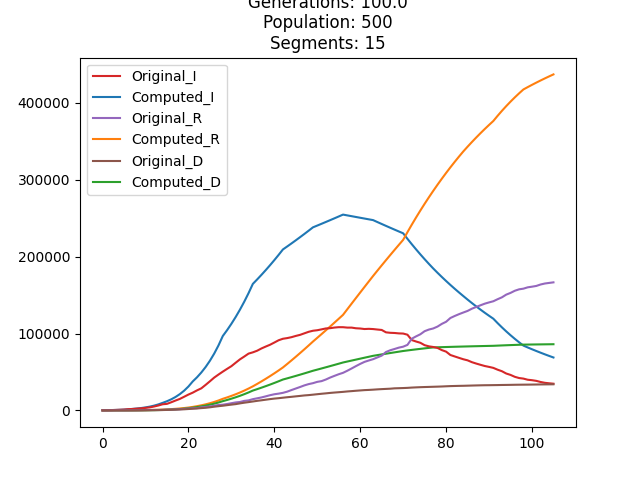 Generations: 100.0
Population: 500
Segments: 15
Original_I
Computed_I
Original_R
Computed_R
Original_D
Computed_D
400000
300000
200000
100000
0
0 20 40 60 80 100